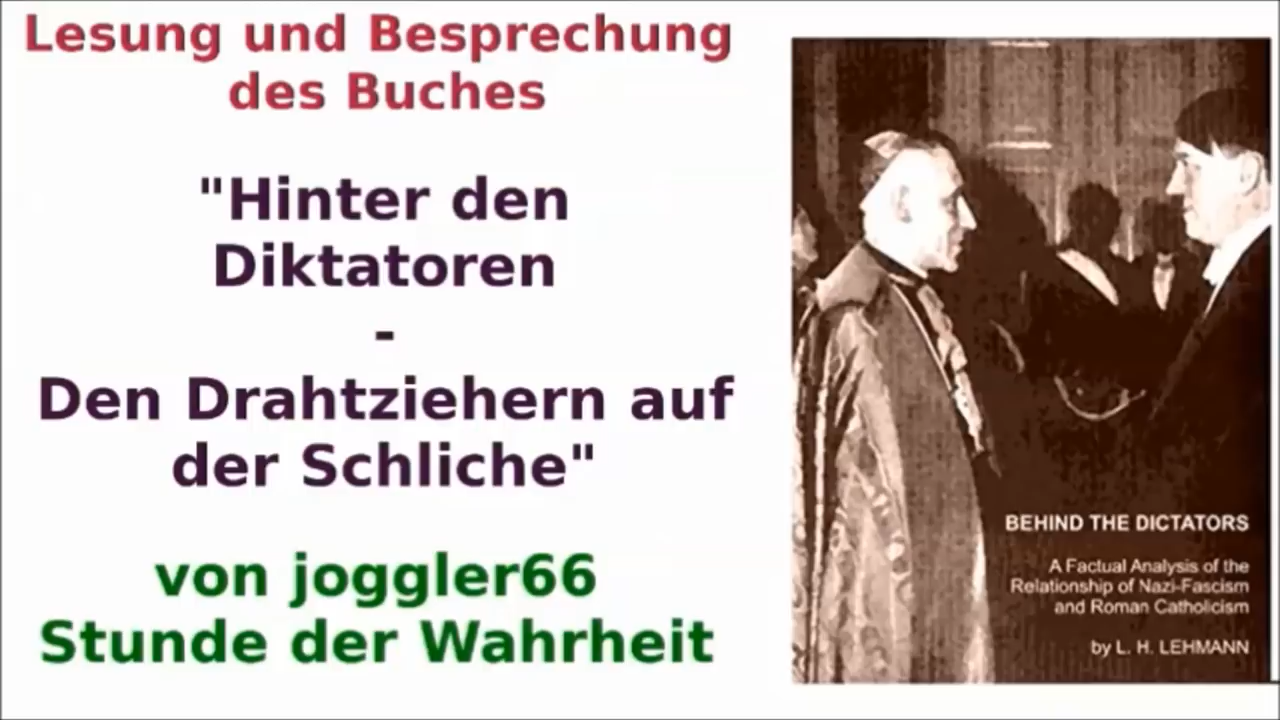 Lesung und Besprechung
des Buches
"Hinter den
Diktatoren
-
Den Drahtziehern auf
der Schliche"
von joggler66
Stunde der Wahrheit
BEHIND THE DICTATORS
A Factual Analysis of the
Relationship of Nazi-Fascism
and Roman Catholicism
by L. H. LEHMANN